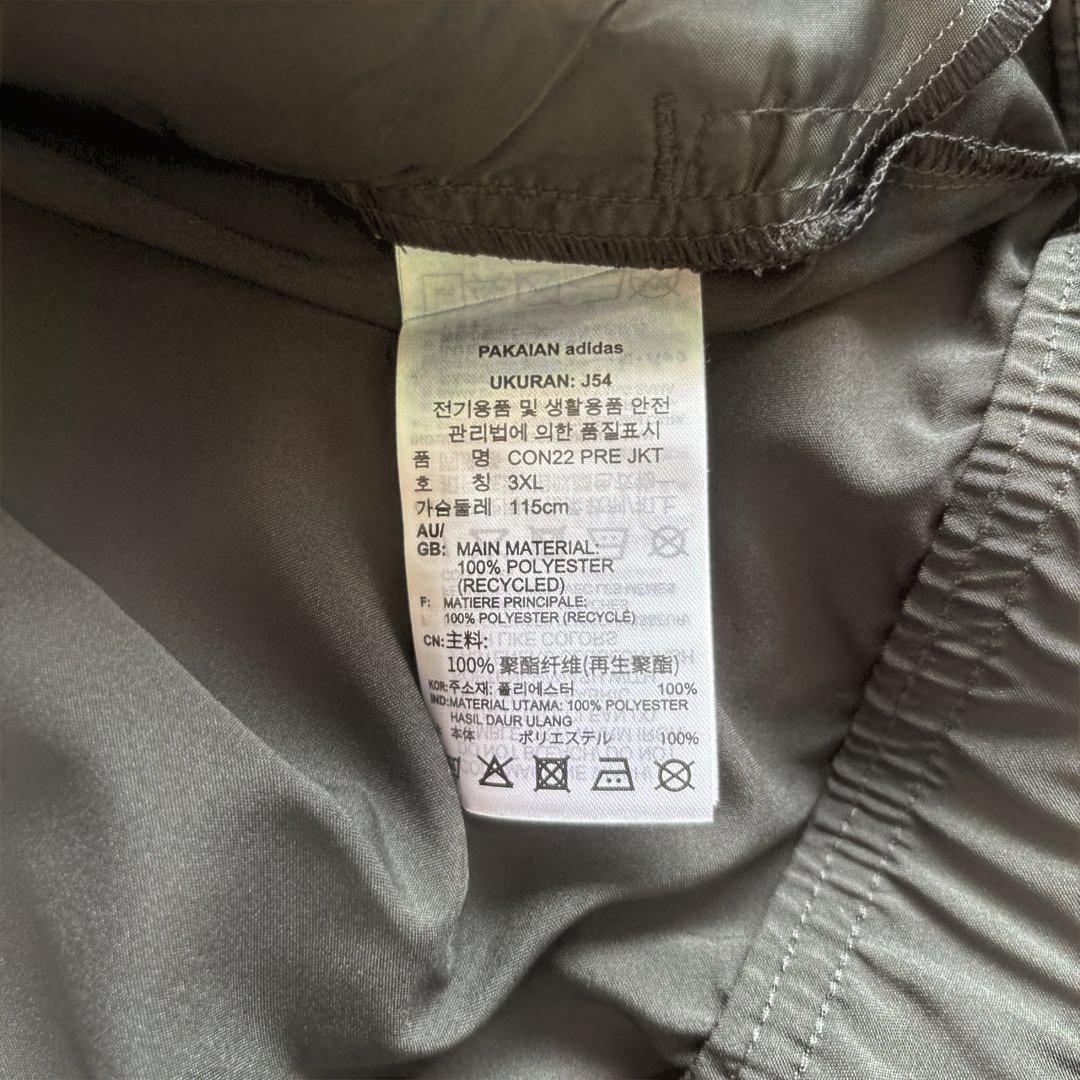 PAKAIAN adidas
UKURAN: J54
전기용품 및 생활용품 안전
관리법에 의한 품질표시
품 명 CON22 PRE JKT
호 칭 3XL
가슴둘레 115cm
AU/
GB: MAIN MATERIAL:
100% POLYESTER
(RECYCLED)
F: MATIERE PRINCIPALE:
100% POLYESTER (RECYCLÉ)
CN:主料:
100% 聚酯纤维(再生聚酯)
KOR:주소재: 폴리에스터 100%
IND:MATERIAL UTAMA: 100% POLYESTER
HASIL DAUR ULANG
本体 ポリエステル 100%